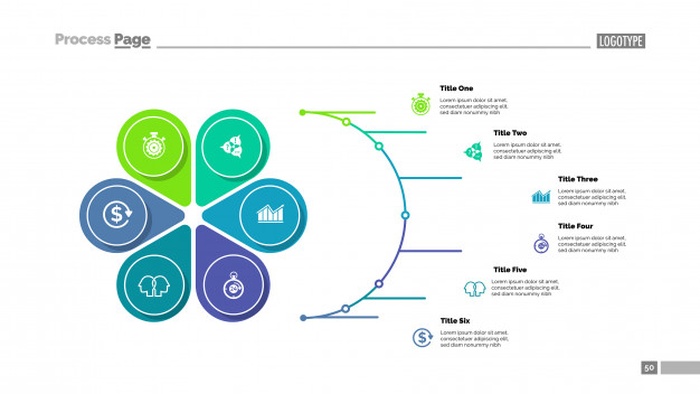 Process Page
LOGOTYPE
Title One
Lorem ipsum dolor sit amet,
consectetuer adipiscing elit,
sed diam nonummy nibh
Title Two
Lorem ipsum dolor sit amet,
consectetuer adipiscing elit,
sed diam nonummy nibh
Title Three
Lorem ipsum dolor sit amet,
consectetuer adipiscing elit,
sed diam nonummy nibh
Title Four
Lorem ipsum dolor sit amet,
consectetuer adipiscing elit,
sed diam nonummy nibh
Title Five
Lorem ipsum dolor sit amet,
consectetuer adipiscing elit,
sed diam nonummy nibh
Title Six
Lorem ipsum dolor sit amet,
consectetuer adipiscing elit,
sed diam nonummy nibh
$
24
$
50